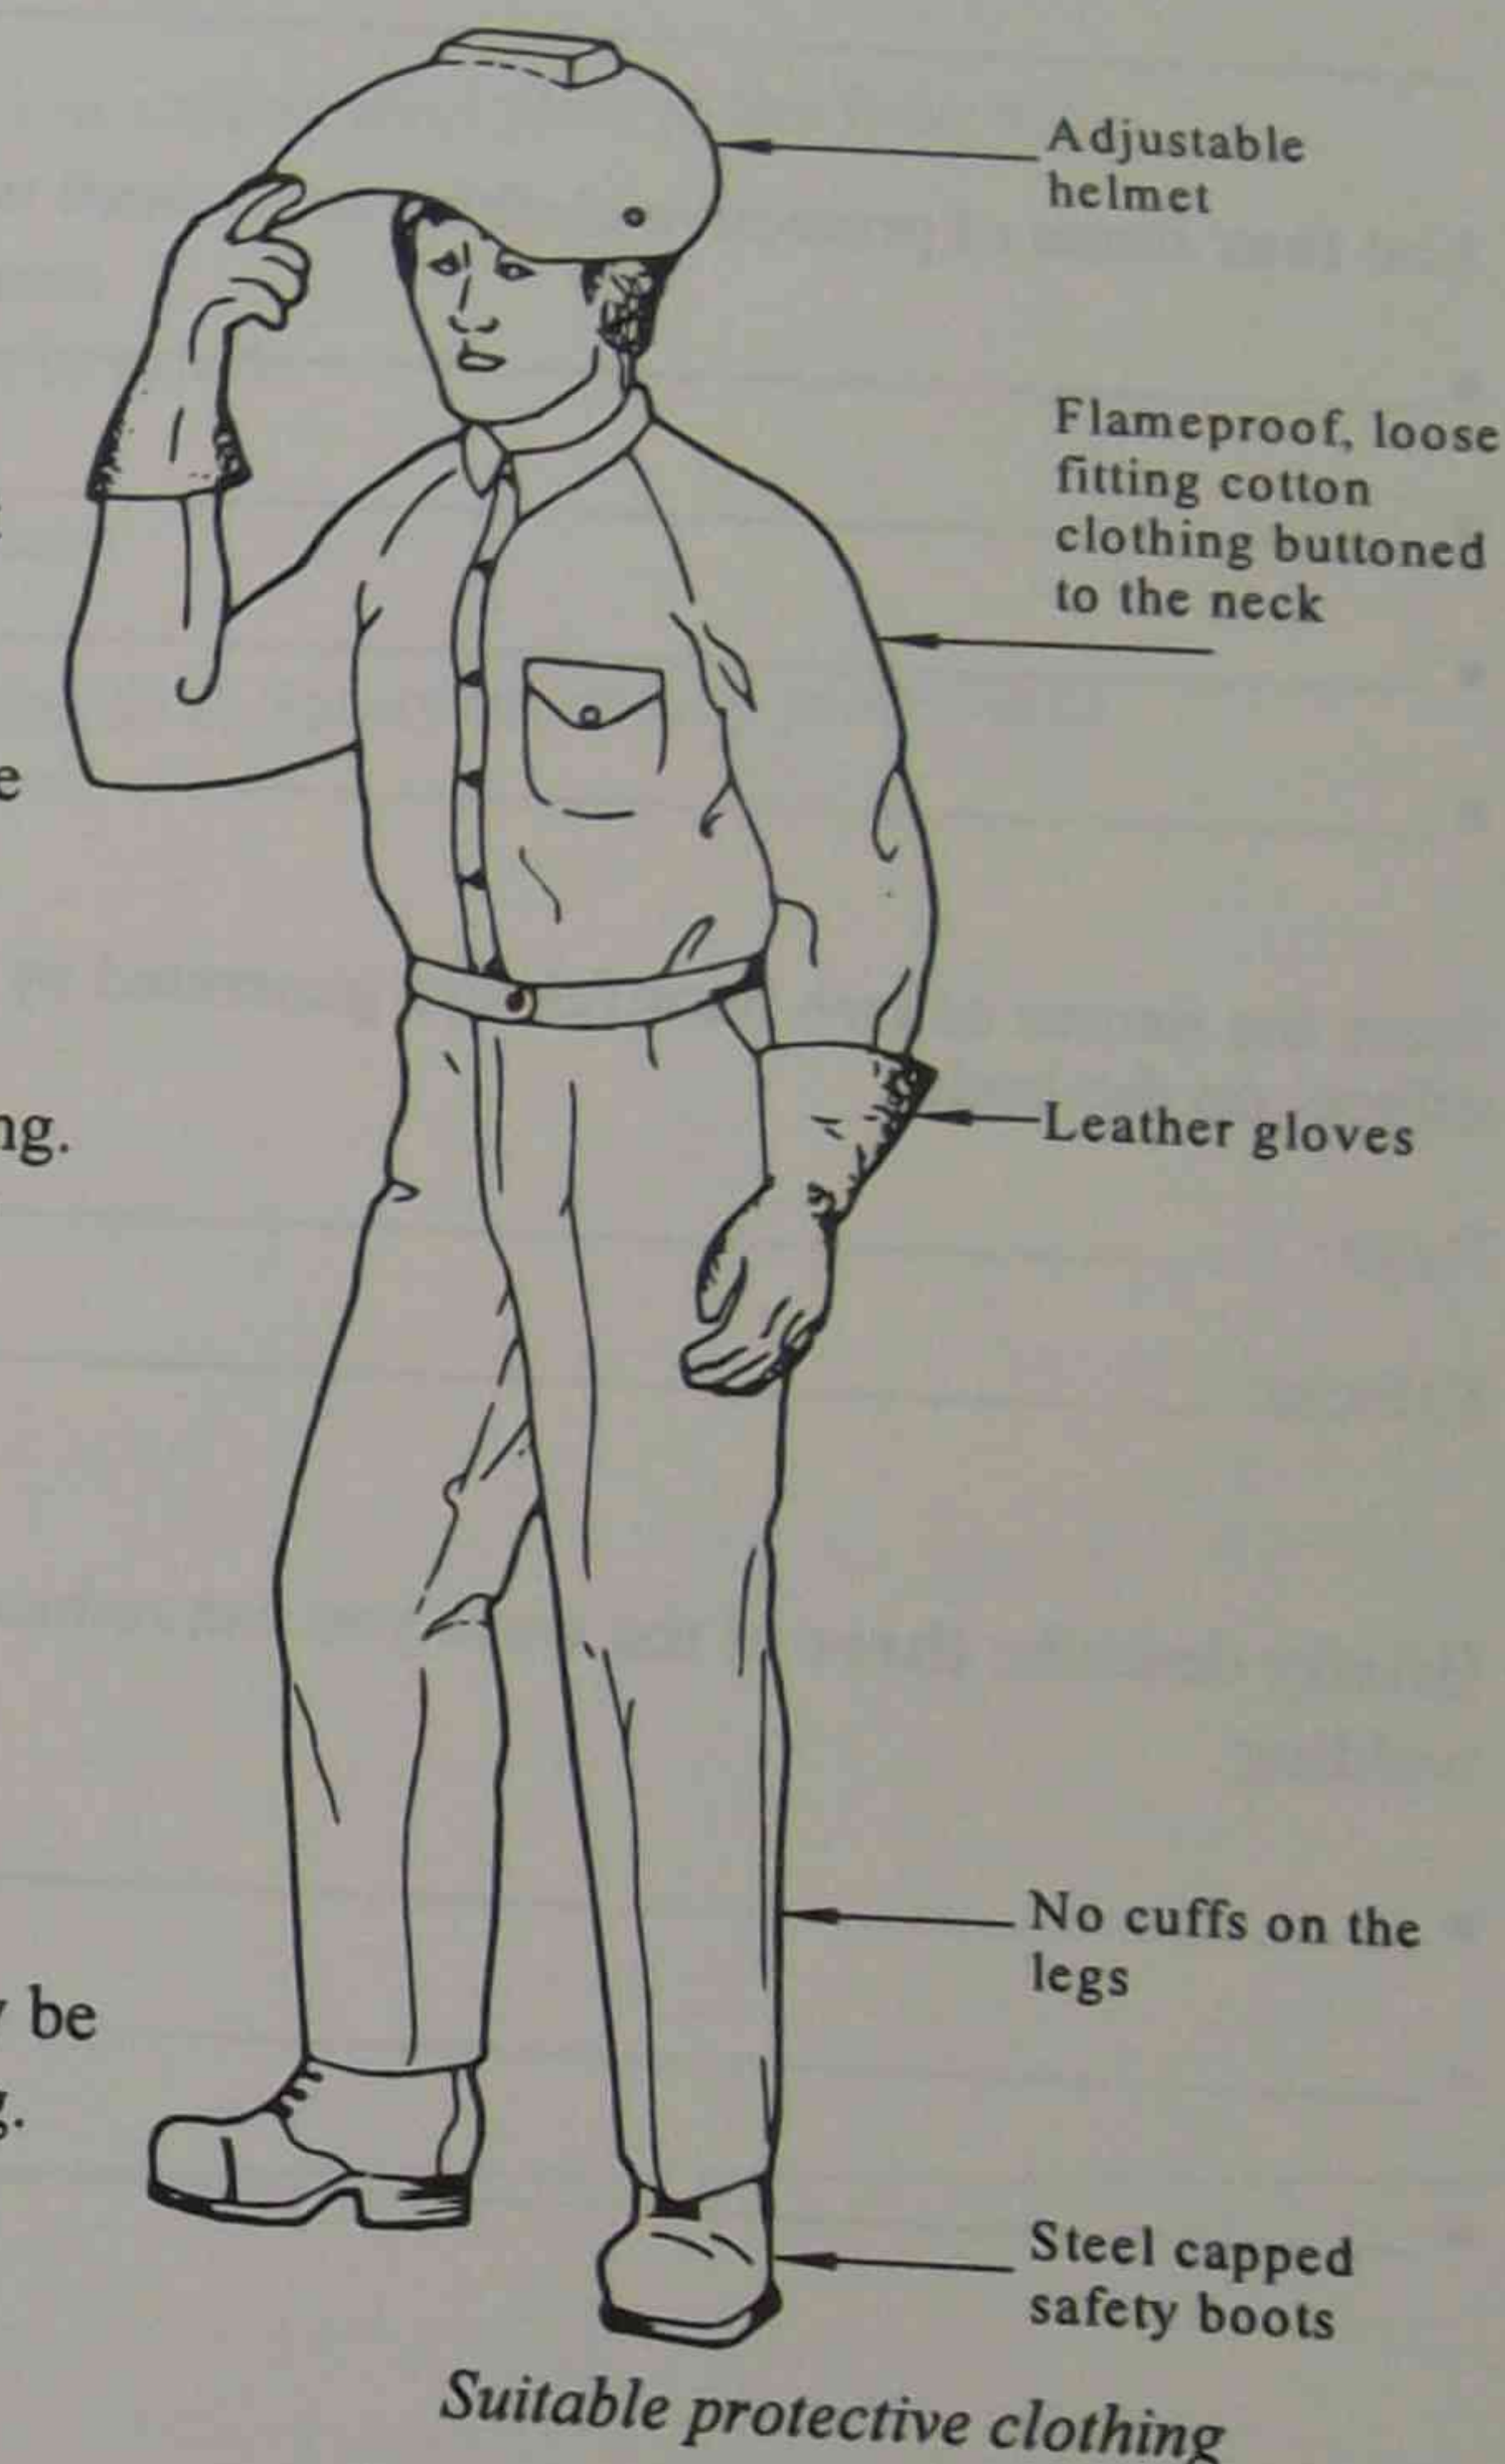 Adjustable
helmet
Flameproof, loose
fitting cotton
clothing buttoned
to the neck
e
ng.
Leather gloves
No cuffs on the
legs
be
g.
Steel capped
safety boots
Suitable protective clothing